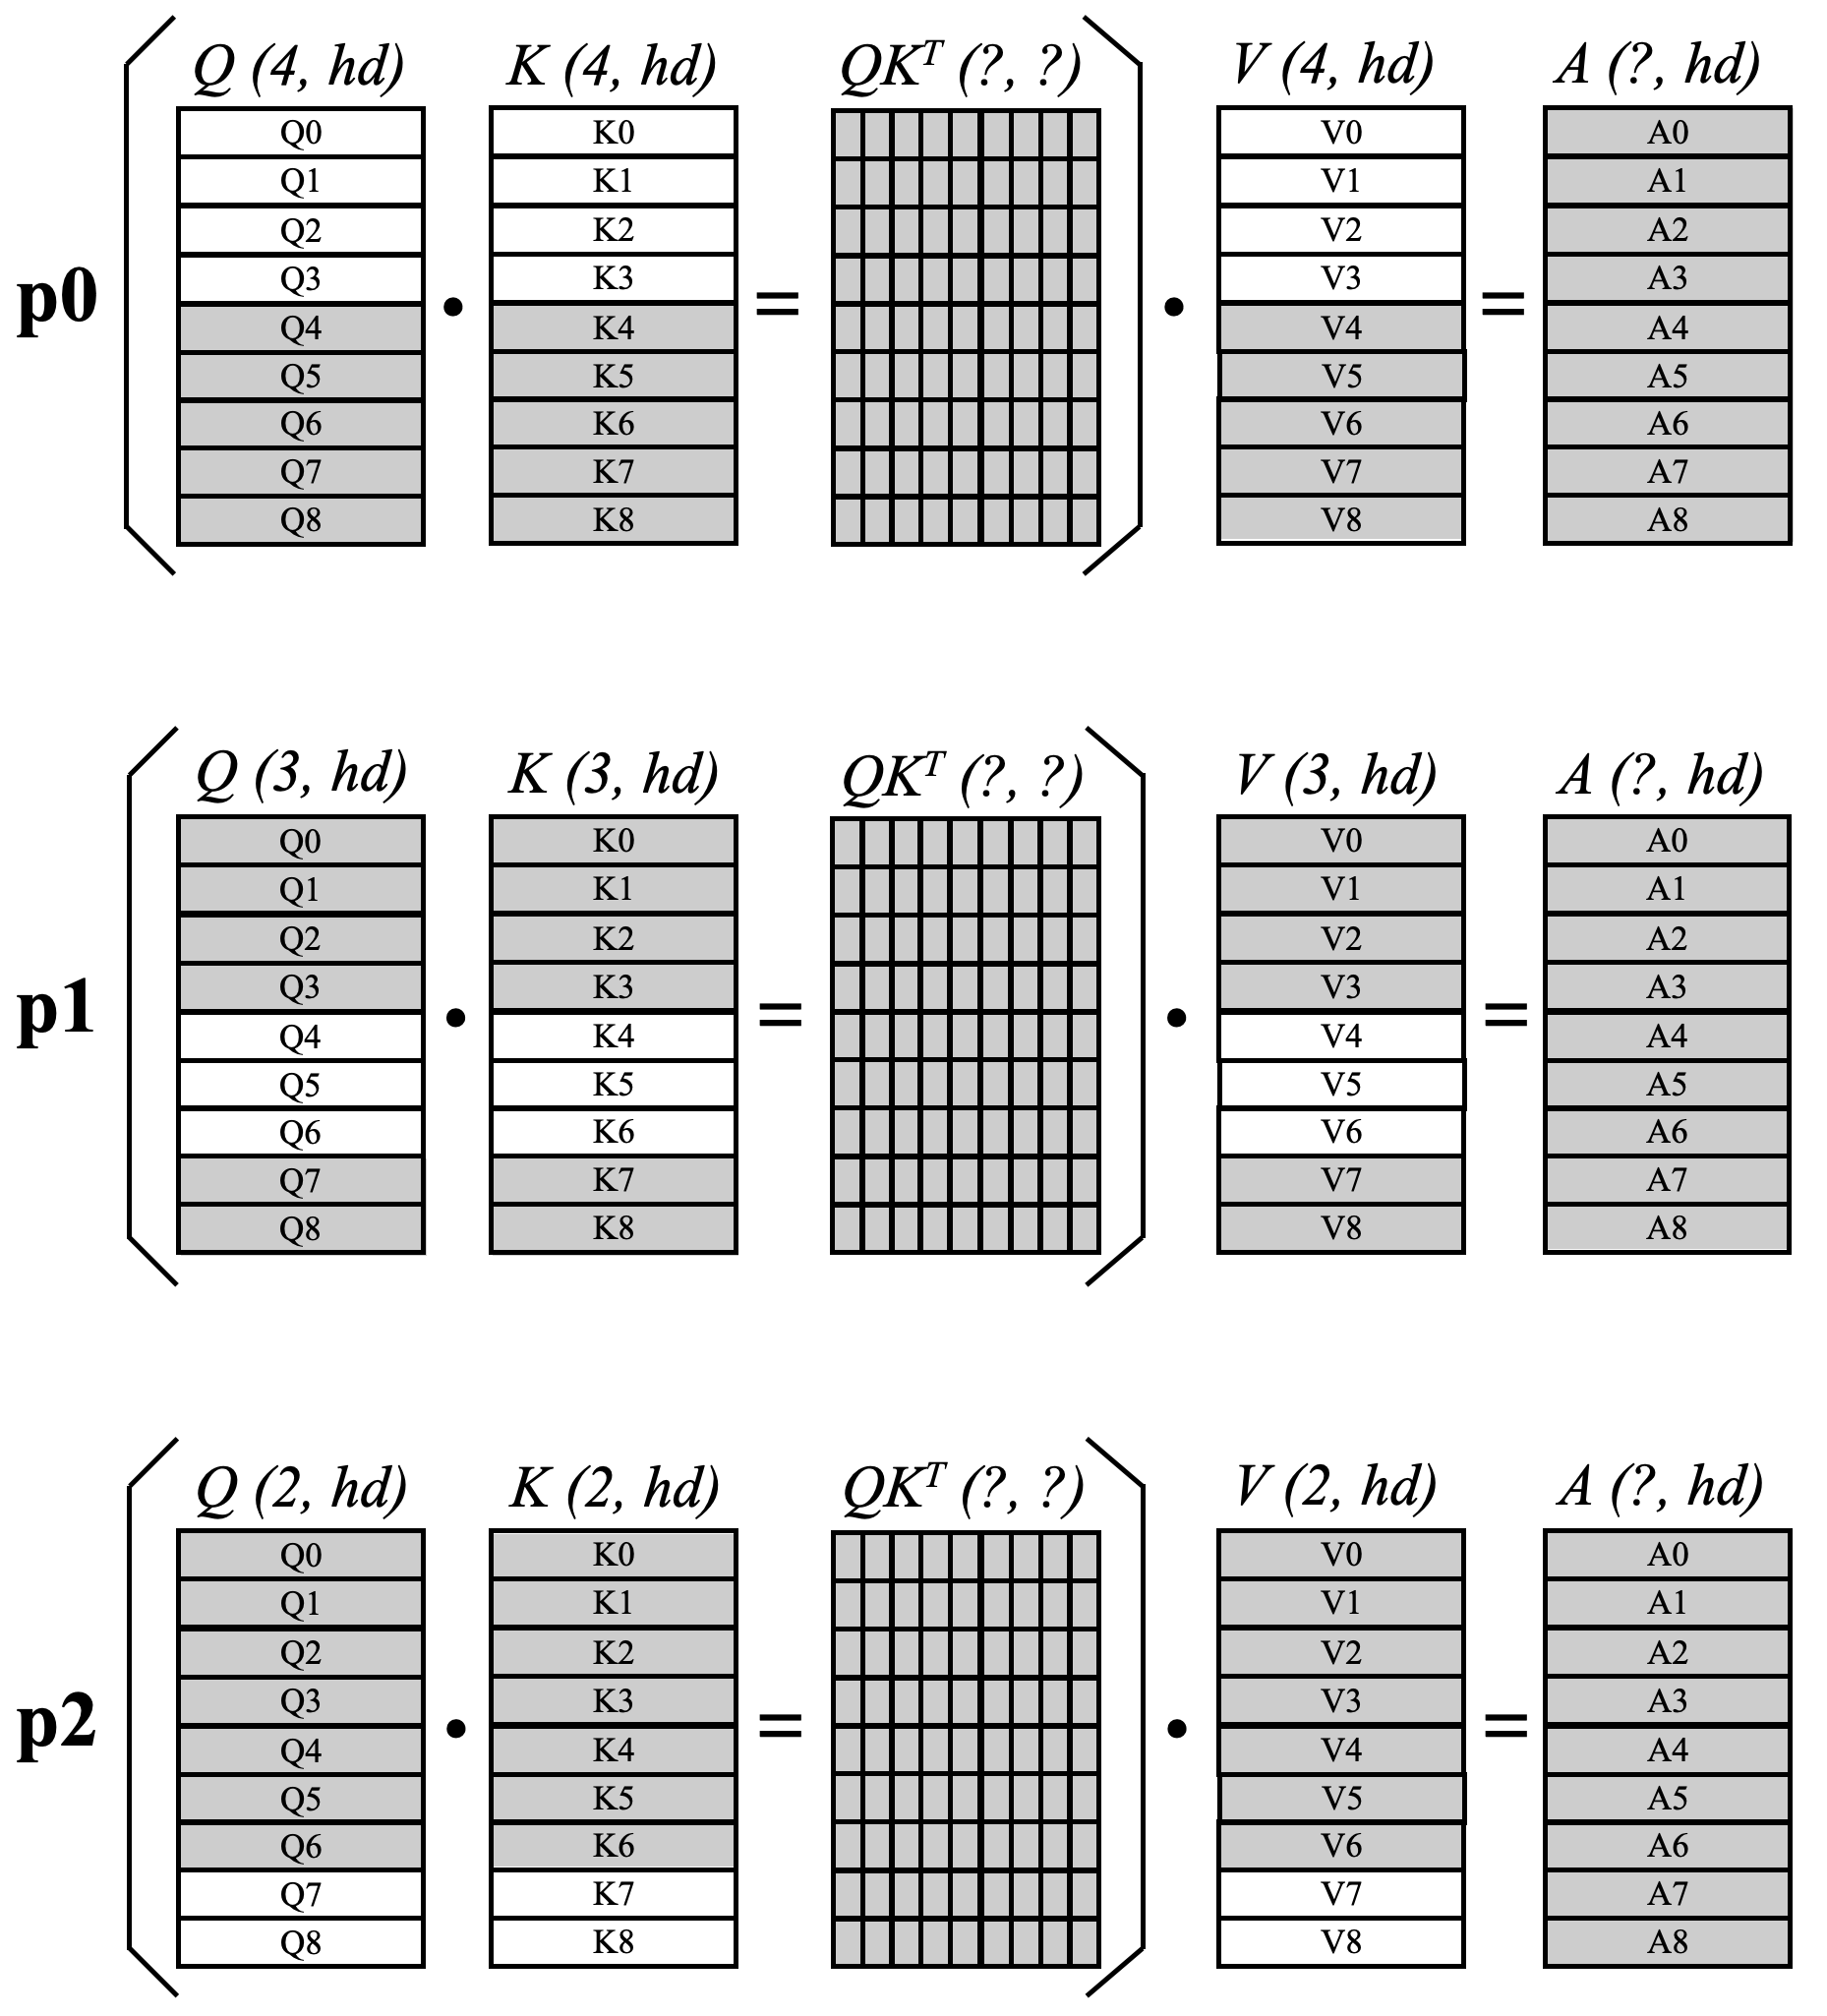 Q (4, hd) K (4, hd) QK^T (?, ?) V (4, hd) A (?, hd)
Q0 K0 V0 A0
Q1 K1 V1 A1
Q2 K2 V2 A2
Q3 K3 V3 A3
p0 • = • =
Q4 K4 V4 A4
Q5 K5 V5 A5
Q6 K6 V6 A6
Q7 K7 V7 A7
Q8 K8 V8 A8
Q (3, hd) K (3, hd) QK^T (?, ?) V (3, hd) A (?, hd)
Q0 K0 V0 A0
Q1 K1 V1 A1
Q2 K2 V2 A2
Q3 K3 V3 A3
p1 • = • =
Q4 K4 V4 A4
Q5 K5 V5 A5
Q6 K6 V6 A6
Q7 K7 V7 A7
Q8 K8 V8 A8
Q (2, hd) K (2, hd) QK^T (?, ?) V (2, hd) A (?, hd)
Q0 K0 V0 A0
Q1 K1 V1 A1
Q2 K2 V2 A2
Q3 K3 V3 A3
p2 • = • =
Q4 K4 V4 A4
Q5 K5 V5 A5
Q6 K6 V6 A6
Q7 K7 V7 A7
Q8 K8 V8 A8